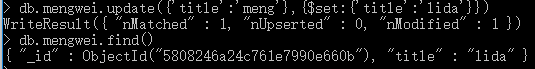 > db.mengwei.update({'title':'meng'}, {$set:{'title':'lida'}})
WriteResult({ "nMatched" : 1, "nUpserted" : 0, "nModified" : 1 })
> db.mengwei.find()
{ "_id" : ObjectId("5808246a24c761e7990e660b"), "title" : "lida" }